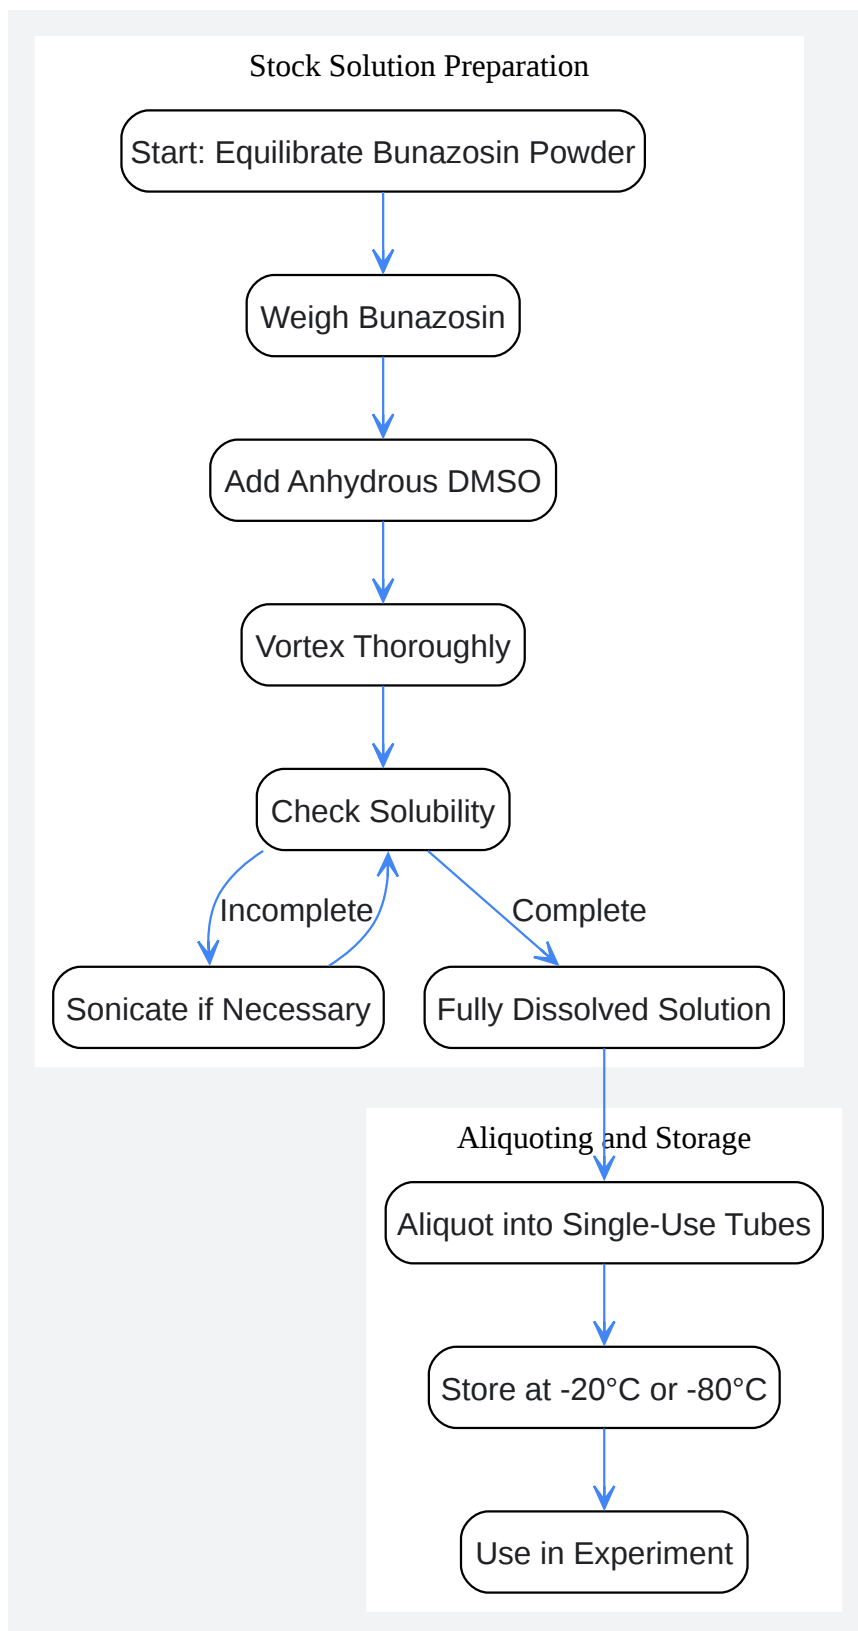 Stock Solution Preparation
Start: Equilibrate Bunazosin Powder
Weigh Bunazosin
Add Anhydrous DMSO
Vortex Thoroughly
Check Solubility
Incomplete
Complete
Sonicate if Necessary
Fully Dissolved Solution
Aliquoting and Storage
Aliquot into Single-Use Tubes
Store at -20°C or -80°C
Use in Experiment